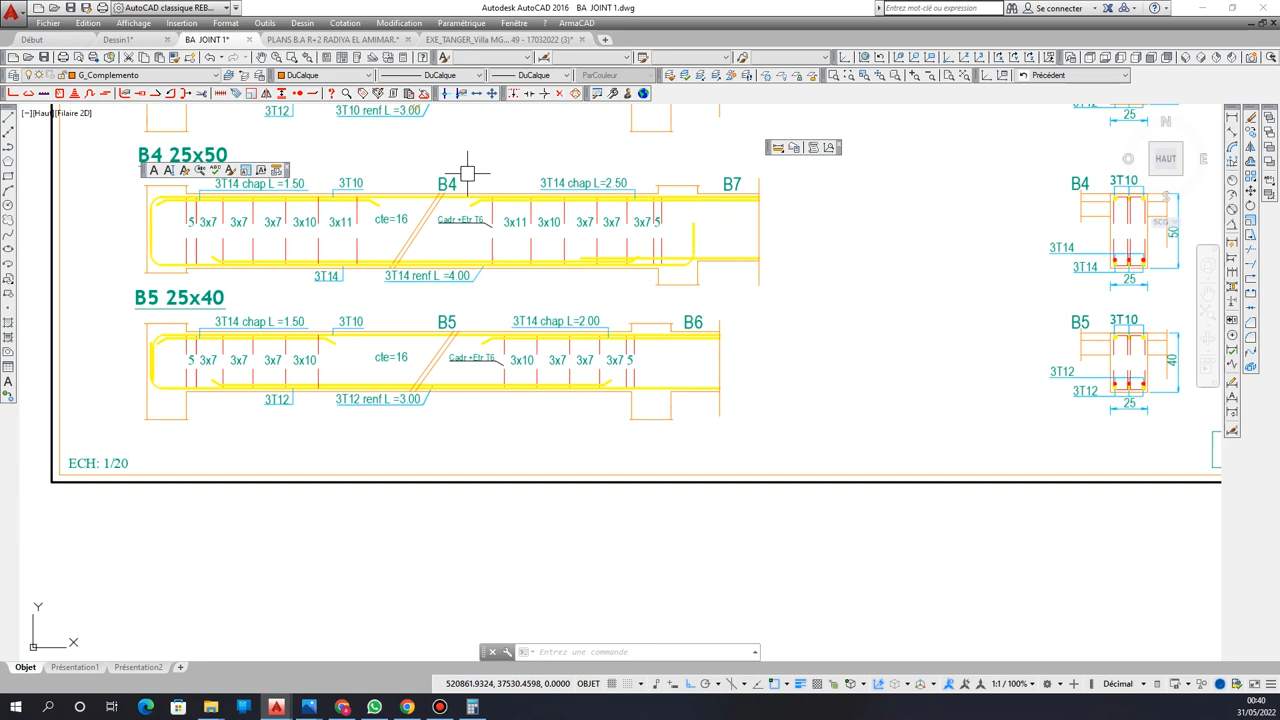 AutoCAD classique REB...
Autodesk AutoCAD 2016 BA JOINT 1.dwg
Entrez mot-clé ou expression
Se connecter
Fichier Edition Affichage Insertion Format Outils Dessin Cotation Modification Paramétrique Fenêtre ? ArmaCAD
Début Dessin1* BA JOINT 1* PLANS B.A R+2 RADIYA EL AMIMAR.* EXE_TANGER_Villa MG... 49 - 17032022 (3)*
G_Complemento DuCalque DuCalque DuCalque ParCouleur Précédent
[−][Haut][Filaire 2D]
3T12 3T10 renf L =3.00
25
N
O HAUT E
S
SCG
B4 25x50
3T14 chap L=1.50 3T10 B4 3T14 chap L=2.50 B7
5 3x7 3x7 3x7 3x10 3x11 cte=16 Cadr +Etr T6 3x11 3x10 3x7 3x7 3x7 5
3T14 3T14 renf L =4.00
B4 3T10
50
3T14
3T14
25
B5 25x40
3T14 chap L=1.50 3T10 B5 3T14 chap L=2.00 B6
5 3x7 3x7 3x7 3x10 cte=16 Cadr +Etr T6 3x10 3x7 3x7 3x7 5
3T12 3T12 renf L =3.00
B5 3T10
40
3T12
3T12
25
ECH: 1/20
Y
X
Entrez une commande
Objet Présentation1 Présentation2
520861.9324, 37530.4598, 0.0000 OBJET 1:1 / 100% Décimal
00:40
31/05/2022